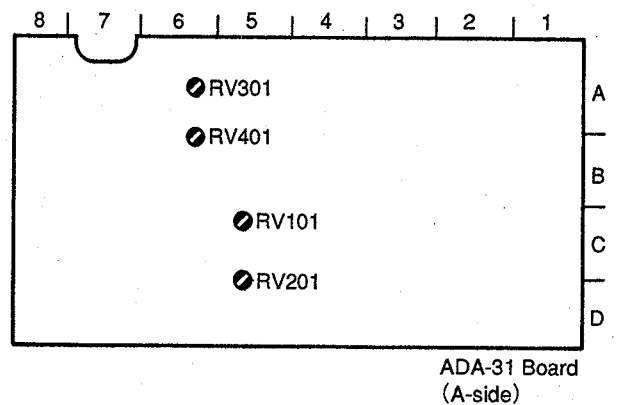 8 7 6 5 4 3 2 1
A
RV301
RV401
B
RV101
C
RV201
D
ADA-31 Board
(A-side)